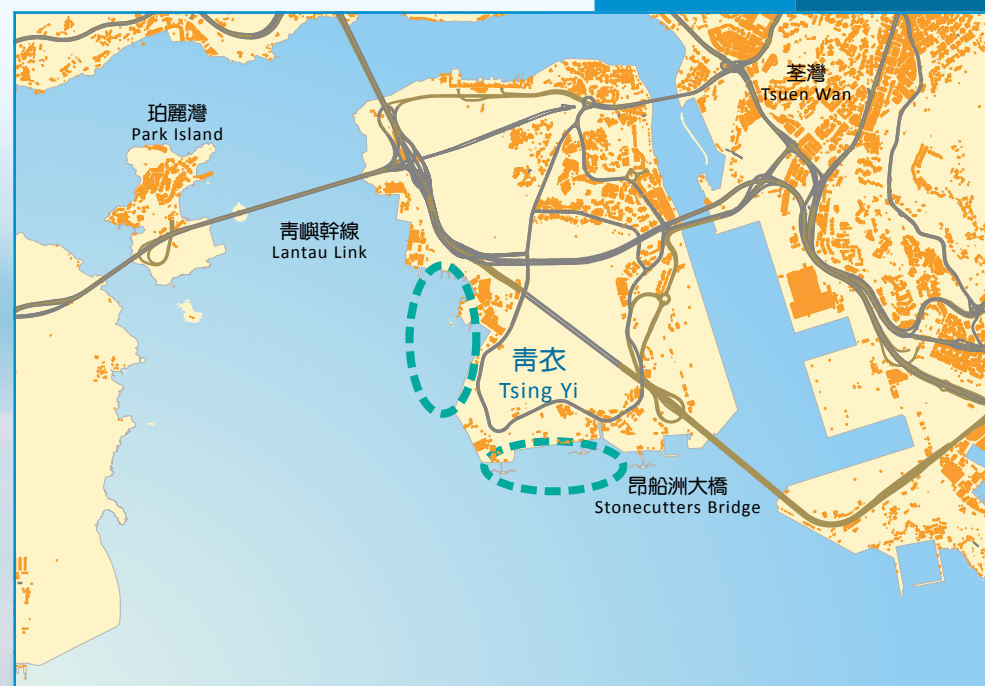 荃灣
Tsuen Wan
珀麗灣
Park Island
青嶼幹線
Lantau Link
青衣
Tsing Yi
昂船洲大橋
Stonecutters Bridge